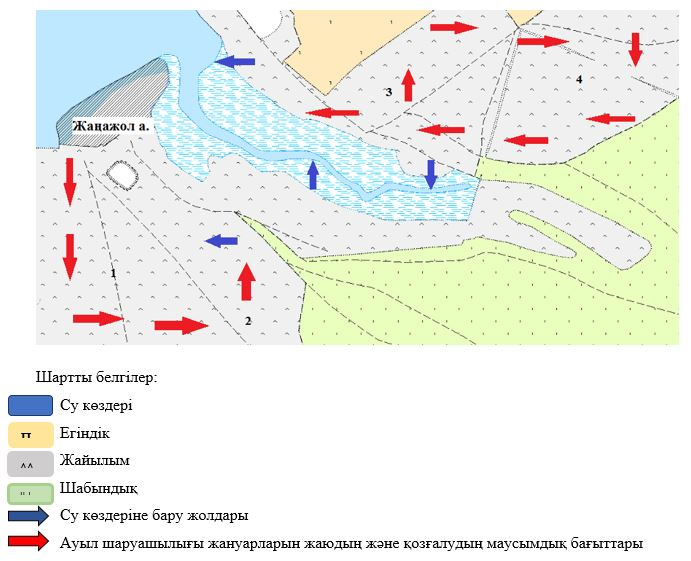 3
4
Жаңажол а.
1
2
Шартты белгілер:
Су көздері
Егіндік
Жайылым
Шабындық
Су көздеріне бару жолдары
Ауыл шаруашылығы жануарларын жаюдың және қозғалудың маусымдық бағыттары